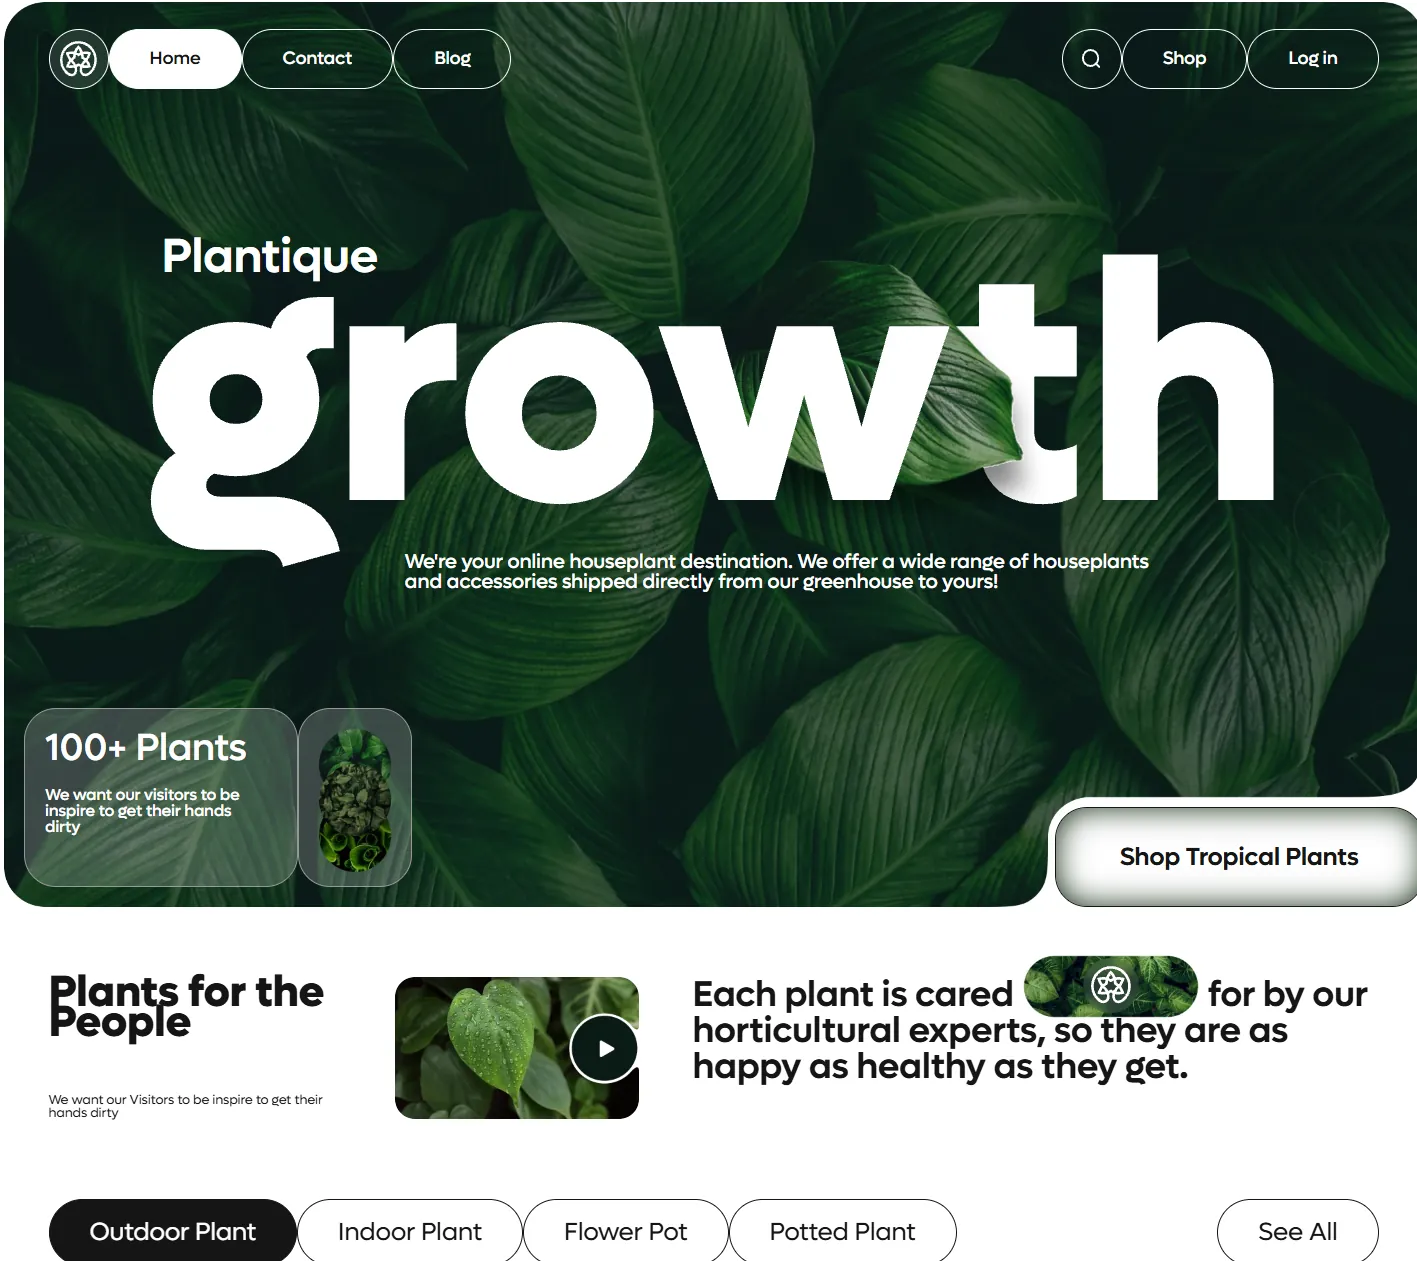 Home
Contact
Blog
Shop
Log in
Plantique
growth
We're your online houseplant destination. We offer a wide range of houseplants
and accessories shipped directly from our greenhouse to yours!
100+ Plants
We want our visitors to be
inspire to get their hands
dirty
Shop Tropical Plants
Plants for the
People
We want our Visitors to be inspire to get their
hands dirty
Each plant is cared for by our
horticultural experts, so they are as
happy as healthy as they get.
Outdoor Plant
Indoor Plant
Flower Pot
Potted Plant
See All